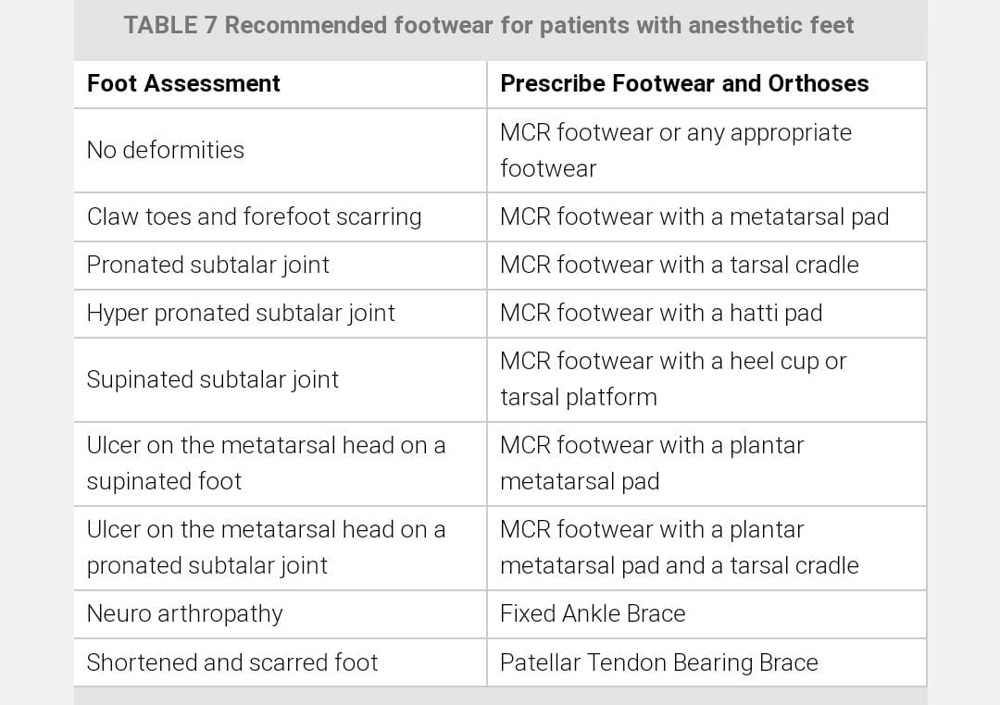 TABLE 7 Recommended footwear for patients with anesthetic feet
Foot Assessment
Prescribe Footwear and Orthoses
No deformities
MCR footwear or any appropriate
footwear
Claw toes and forefoot scarring
MCR footwear with a metatarsal pad
Pronated subtalar joint
MCR footwear with a tarsal cradle
Hyper pronated subtalar joint
MCR footwear with a hatti pad
Supinated subtalar joint
MCR footwear with a heel cup or
tarsal platform
Ulcer on the metatarsal head on a
supinated foot
MCR footwear with a plantar
metatarsal pad
Ulcer on the metatarsal head on a
pronated subtalar joint
MCR footwear with a plantar
metatarsal pad and a tarsal cradle
Neuro arthropathy
Fixed Ankle Brace
Shortened and scarred foot
Patellar Tendon Bearing Brace